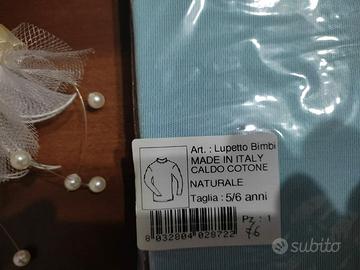 Art. : Lupetto Bimbi
MADE IN ITALY
CALDO COTONE
NATURALE
Taglia : 5/6 anni
Pz. : 1
76
8 032804 028722
subito